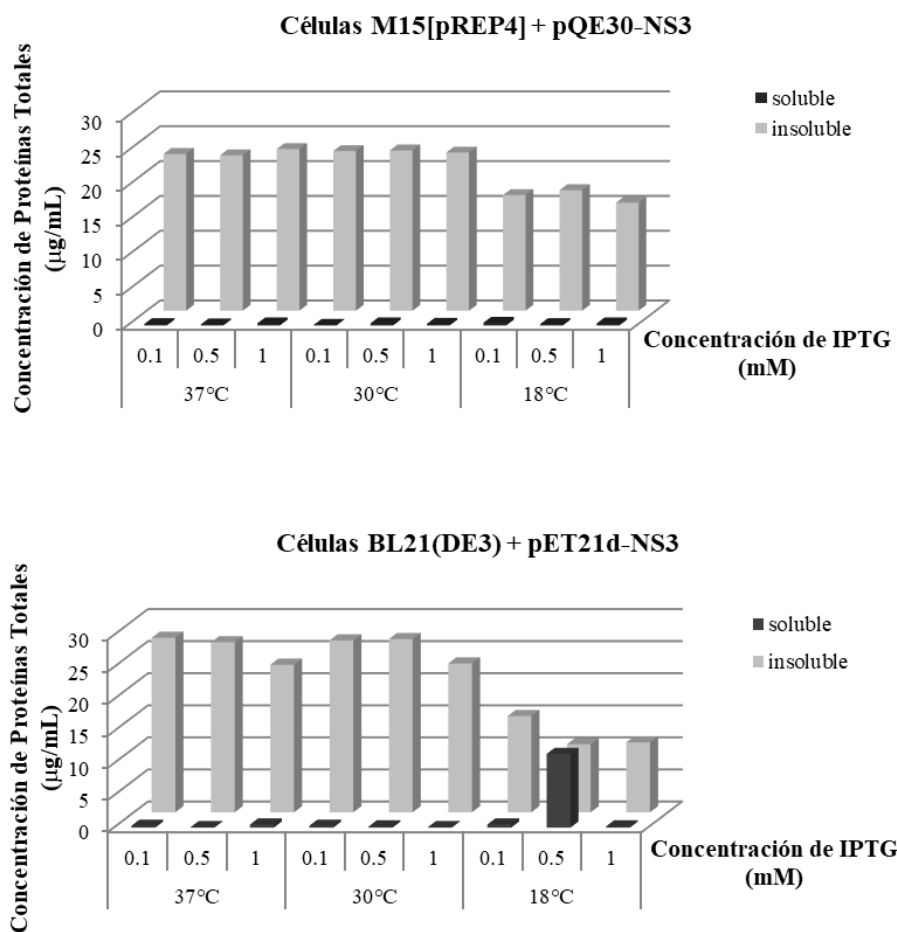 Células M15[pREP4] + pQE30-NS3
soluble
insoluble
Concentración de Proteínas Totales
(µg/mL)
30
25
20
15
10
5
0
0.1 0.5 1 0.1 0.5 1 0.1 0.5 1
37°C 30°C 18°C
Concentración de IPTG
(mM)
Células BL21(DE3) + pET21d-NS3
soluble
insoluble
Concentración de Proteínas Totales
(µg/mL)
30
25
20
15
10
5
0
0.1 0.5 1 0.1 0.5 1 0.1 0.5 1
37°C 30°C 18°C
Concentración de IPTG
(mM)